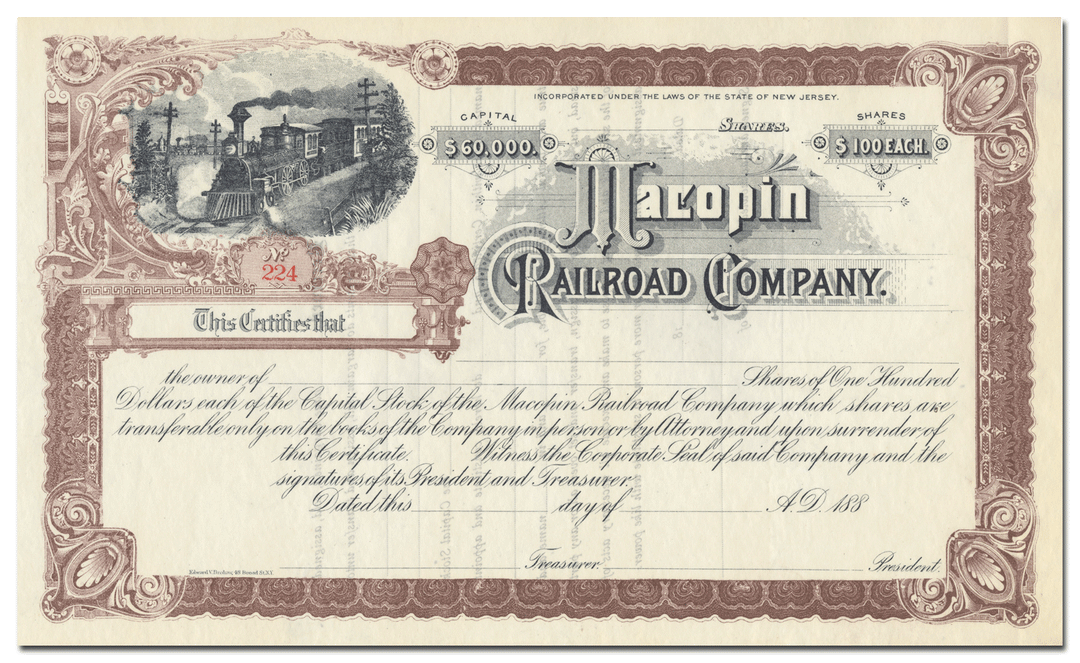 INCORPORATED UNDER THE LAWS OF THE STATE OF NEW JERSEY.
CAPITAL
$60,000.
SHARES.
SHARES
$100 EACH.
Macopin
RAILROAD COMPANY.
No.
224
This Certifies that
the owner of Shares of One Hundred
Dollars each of the Capital Stock of the Macopin Railroad Company which shares are
transferable only on the books of the Company in person or by Attorney and upon surrender of
this Certificate. Witness the Corporate Seal of said Company and the
signatures of its President and Treasurer.
Dated this day of A.D. 188
Treasurer. President.